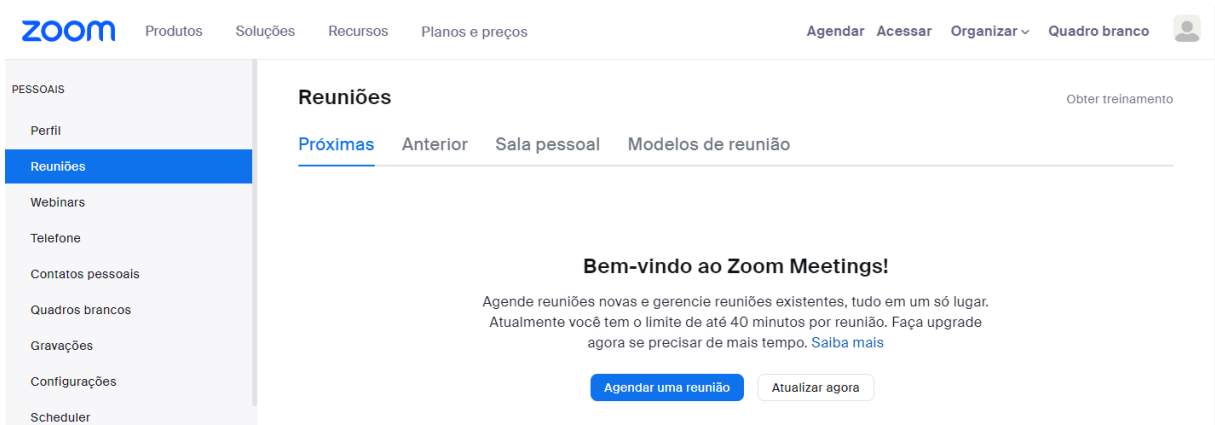 zoom Produtos Soluções Recursos Planos e preços Agendar Acessar Organizar Quadro branco
PESSOAIS
Perfil
Reuniões
Webinars
Telefone
Contatos pessoais
Quadros brancos
Gravações
Configurações
Scheduler
Reuniões
Obter treinamento
Próximas Anterior Sala pessoal Modelos de reunião
Bem-vindo ao Zoom Meetings!
Agende reuniões novas e gerencie reuniões existentes, tudo em um só lugar.
Atualmente você tem o limite de até 40 minutos por reunião. Faça upgrade
agora se precisar de mais tempo. Saiba mais
Agendar uma reunião Atualizar agora